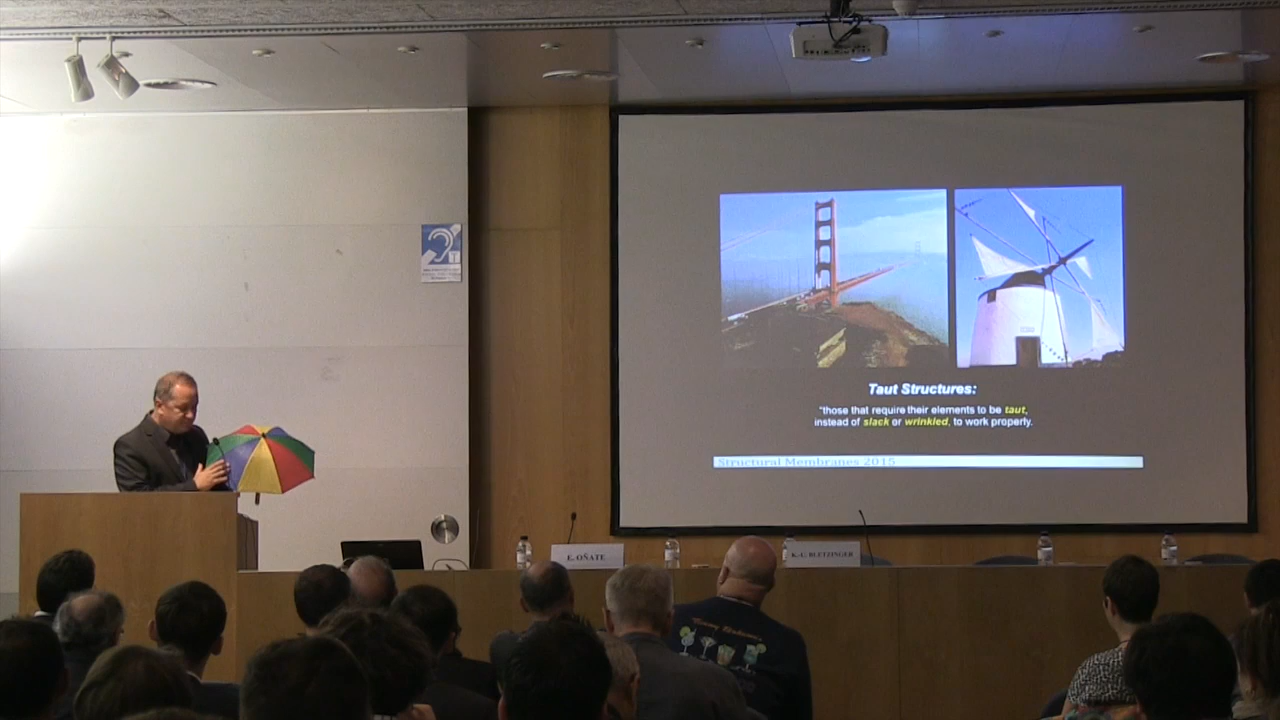 Taut Structures:
"those that require their elements to be taut,
instead of slack or wrinkled, to work properly.
Structural Membranes 2015
E. OÑATE
K.-U. BLETZINGER